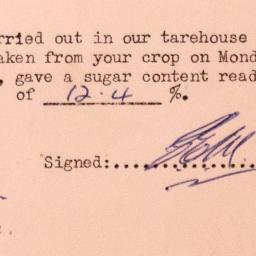 rried out in our tarehouse
aken from your crop on Mond
, gave a sugar content read
of 12.4 %.
Signed: